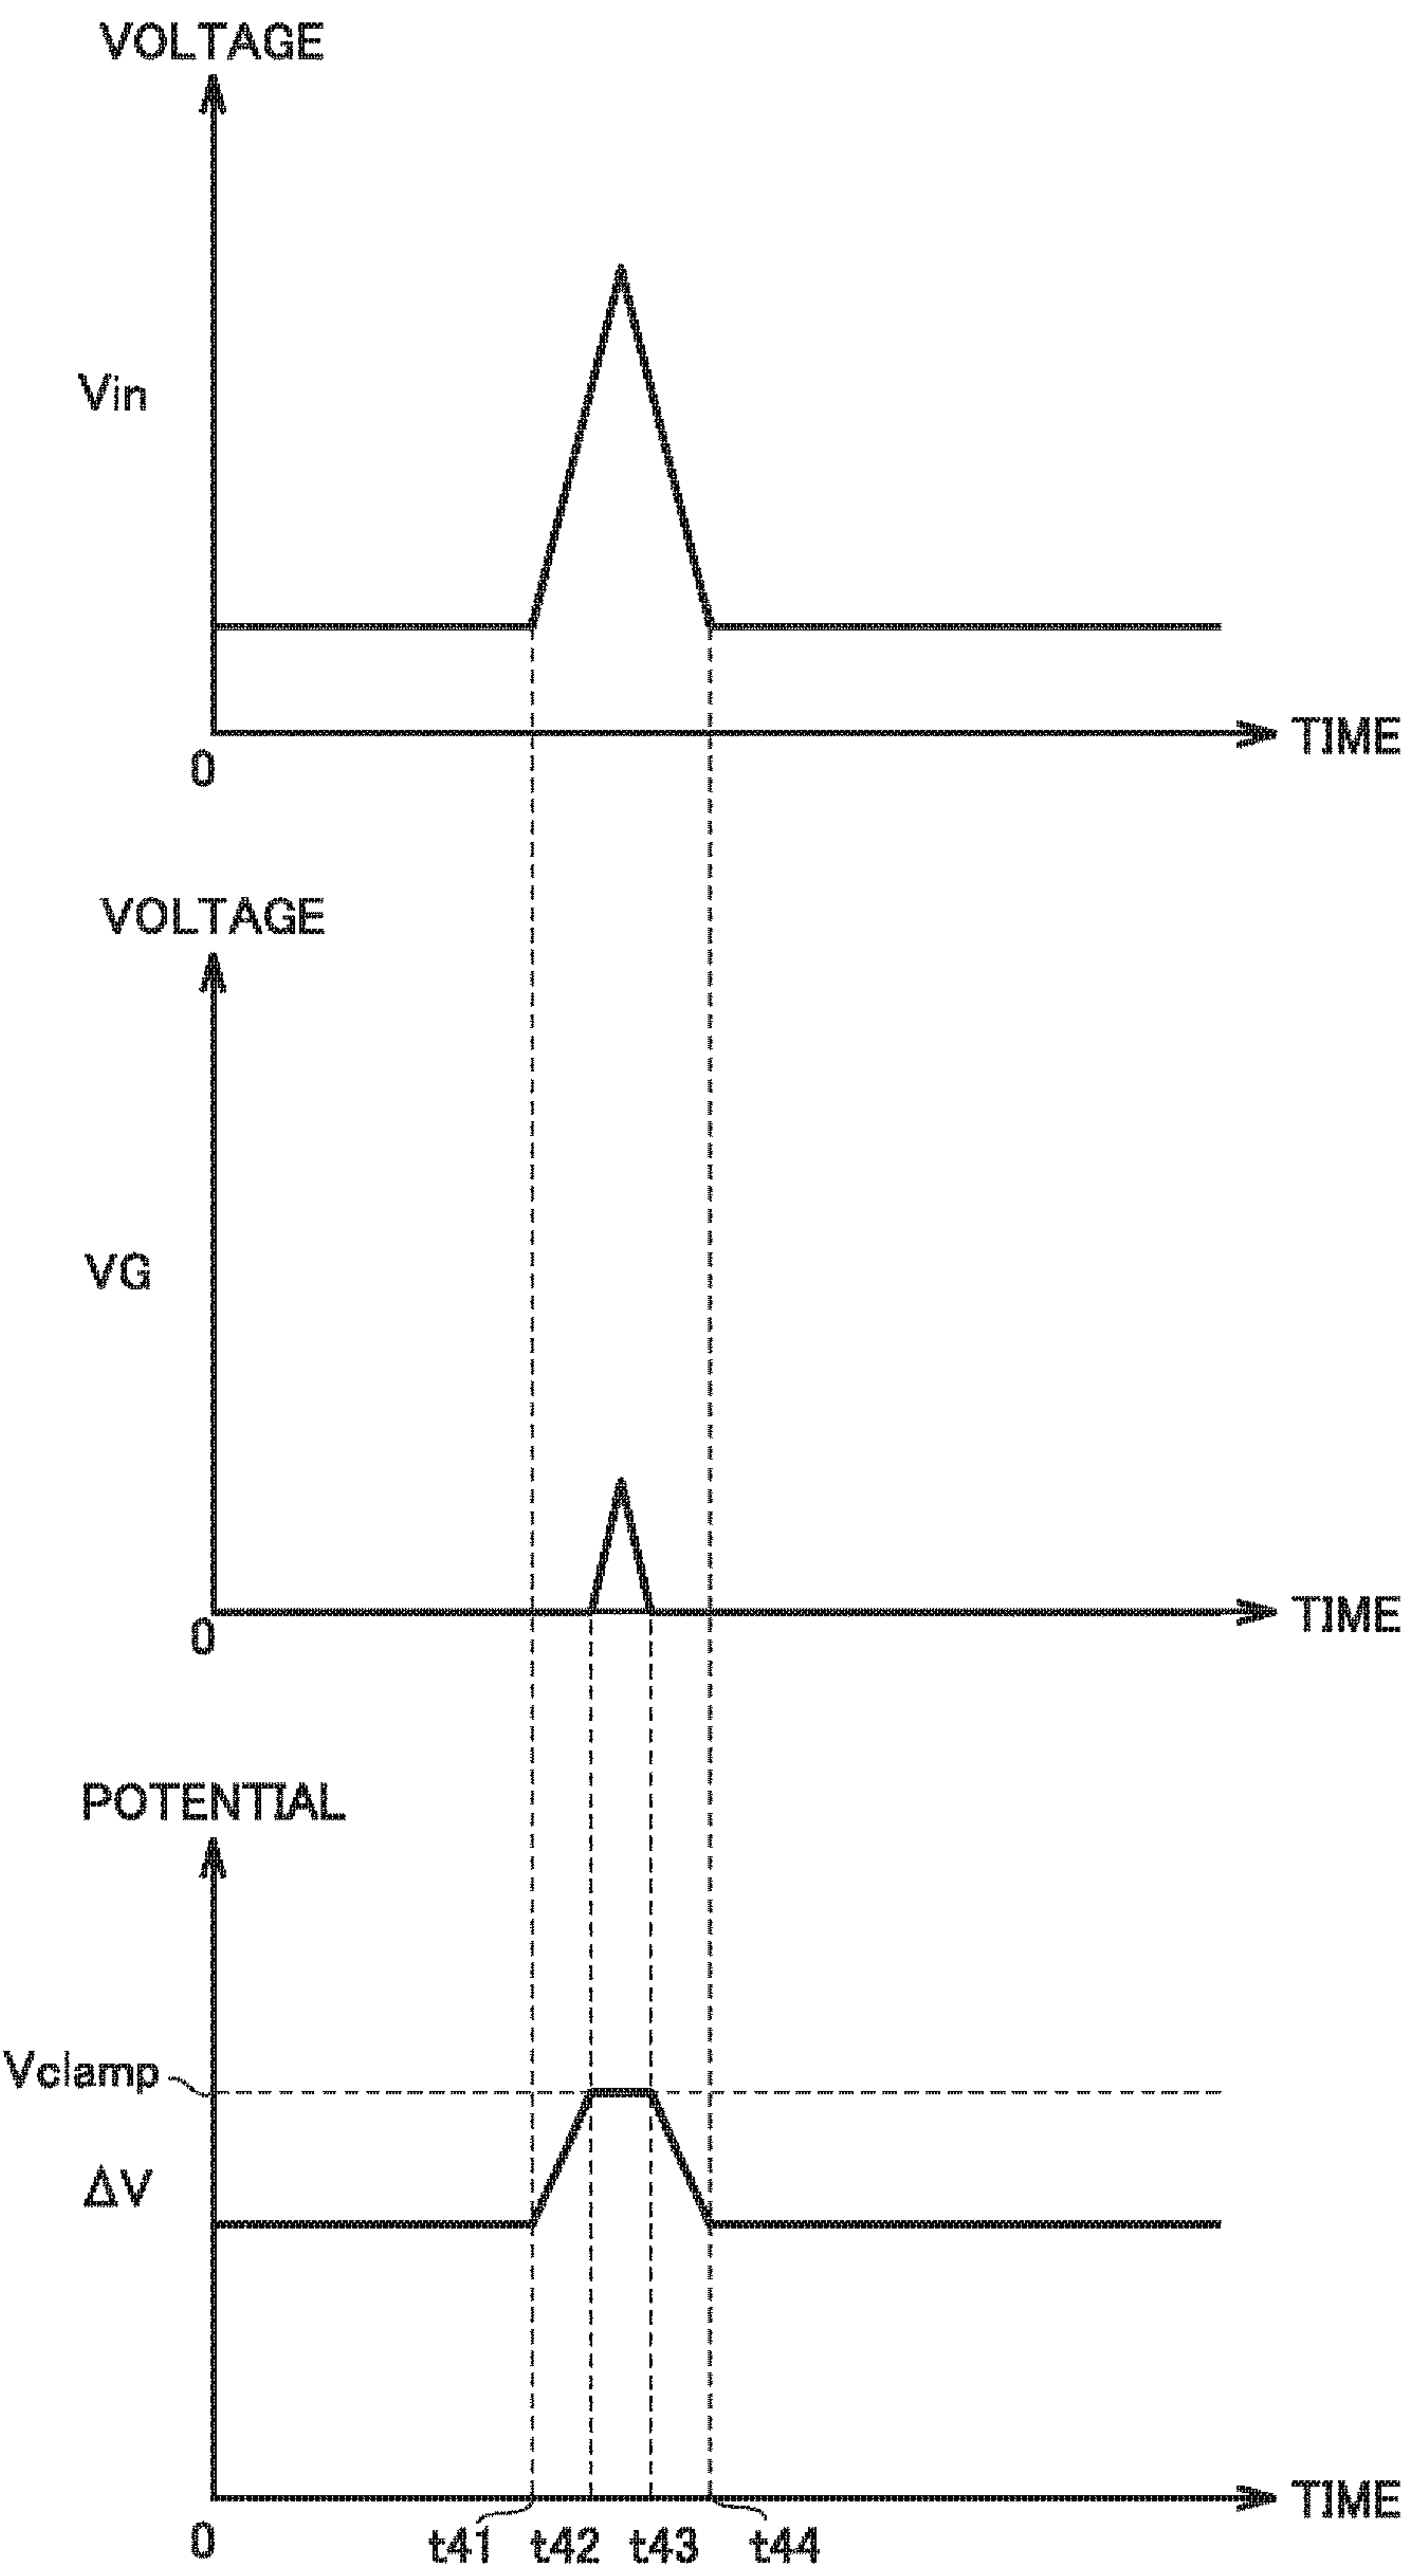 VOLTAGE
Vin
0
TIME
VOLTAGE
VG
0
TIME
POTENTIAL
Vclamp
ΔV
0
TIME
t41 t42 t43 t44